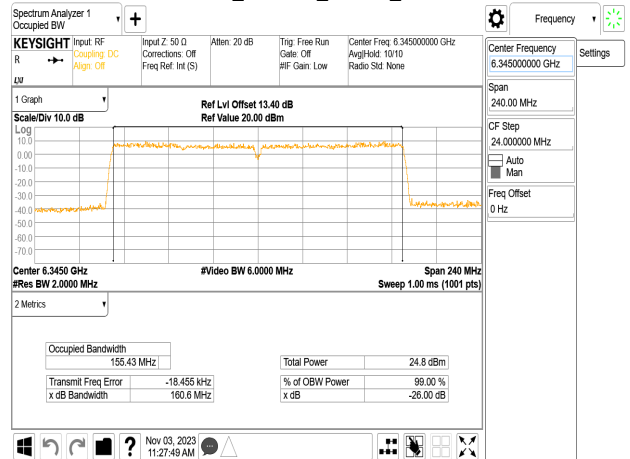 Spectrum Analyzer 1
Occupied BW
Frequency
Settings
KEYSIGHT
R
LXI
Input: RF
Coupling: DC
Align: Off
Input Z: 50 Ω
Corrections: Off
Freq Ref: Int (S)
Atten: 20 dB
Trig: Free Run
Gate: Off
#IF Gain: Low
Center Freq: 6.345000000 GHz
Avg|Hold: 10/10
Radio Std: None
Center Frequency
6.345000000 GHz
Span
240.00 MHz
CF Step
24.000000 MHz
Auto
Man
Freq Offset
0 Hz
1 Graph
Scale/Div 10.0 dB
Ref Lvl Offset 13.40 dB
Ref Value 20.00 dBm
Log
10.0
0.00
-10.0
-20.0
-30.0
-40.0
-50.0
-60.0
-70.0
Center 6.3450 GHz
#Video BW 6.0000 MHz
Span 240 MHz
#Res BW 2.0000 MHz
Sweep 1.00 ms (1001 pts)
2 Metrics
Occupied Bandwidth
155.43 MHz
Total Power 24.8 dBm
Transmit Freq Error -18.455 kHz
% of OBW Power 99.00 %
x dB Bandwidth 160.6 MHz
x dB -26.00 dB
?
Nov 03, 2023
11:27:49 AM